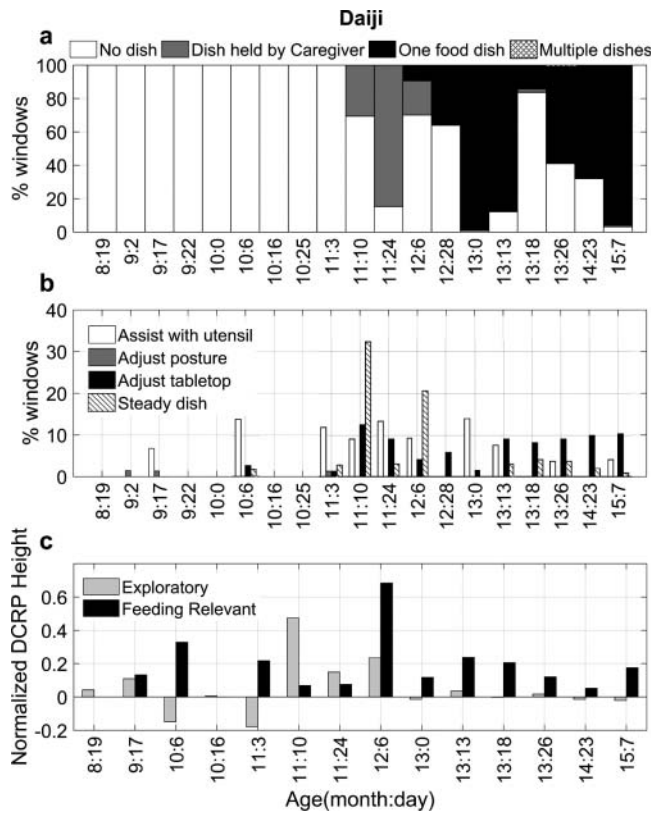 Daiji
a
No dish Dish held by Caregiver One food dish Multiple dishes
100
80
60
40
20
0
% windows
8:19 9:2 9:17 9:22 10:0 10:6 10:16 10:25 11:3 11:10 11:24 12:6 12:28 13:0 13:13 13:18 13:26 14:23 15:7
b
40
30
20
10
0
% windows
Assist with utensil
Adjust posture
Adjust tabletop
Steady dish
8:19 9:2 9:17 9:22 10:0 10:6 10:16 10:25 11:3 11:10 11:24 12:6 12:28 13:0 13:13 13:18 13:26 14:23 15:7
c
Normalized DCRP Height
0.6
0.4
0.2
0
-0.2
Exploratory
Feeding Relevant
8:19 9:17 10:6 10:16 11:3 11:10 11:24 12:6 13:0 13:13 13:18 13:26 14:23 15:7
Age(month:day)